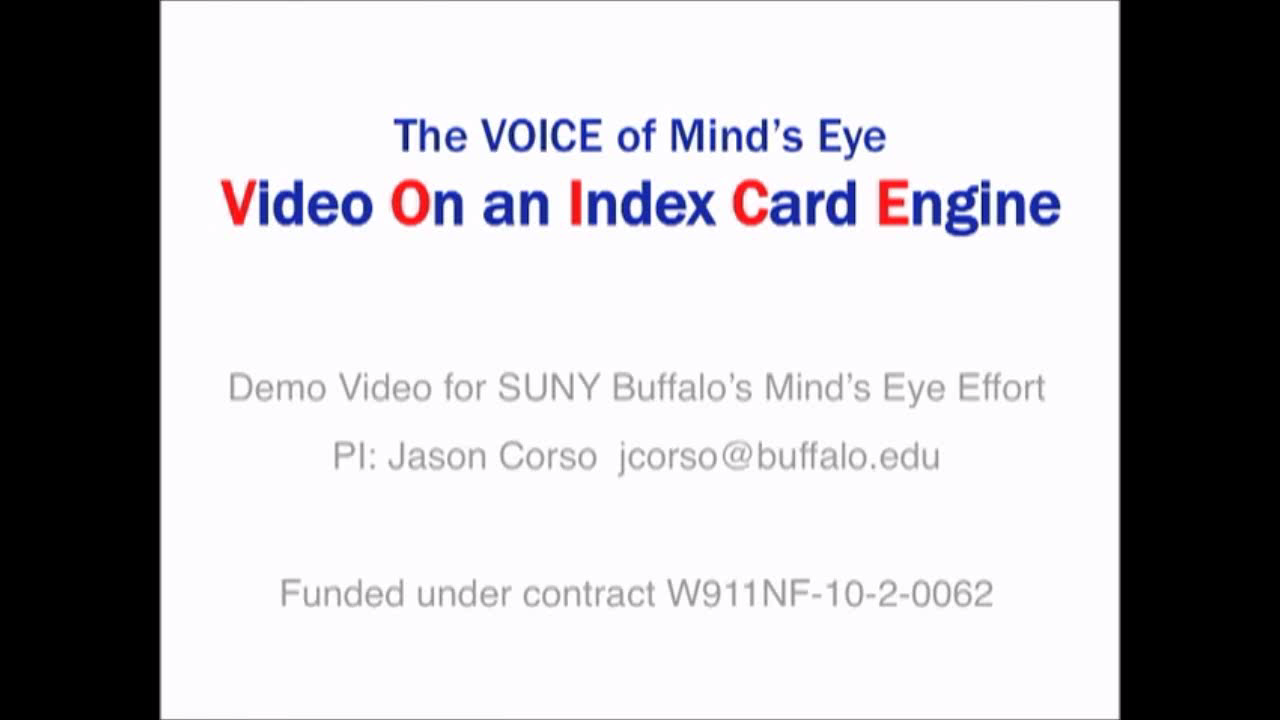 The VOICE of Mind’s Eye
Video On an Index Card Engine
Demo Video for SUNY Buffalo’s Mind’s Eye Effort
PI: Jason Corso  jcorso@buffalo.edu
Funded under contract W911NF-10-2-0062